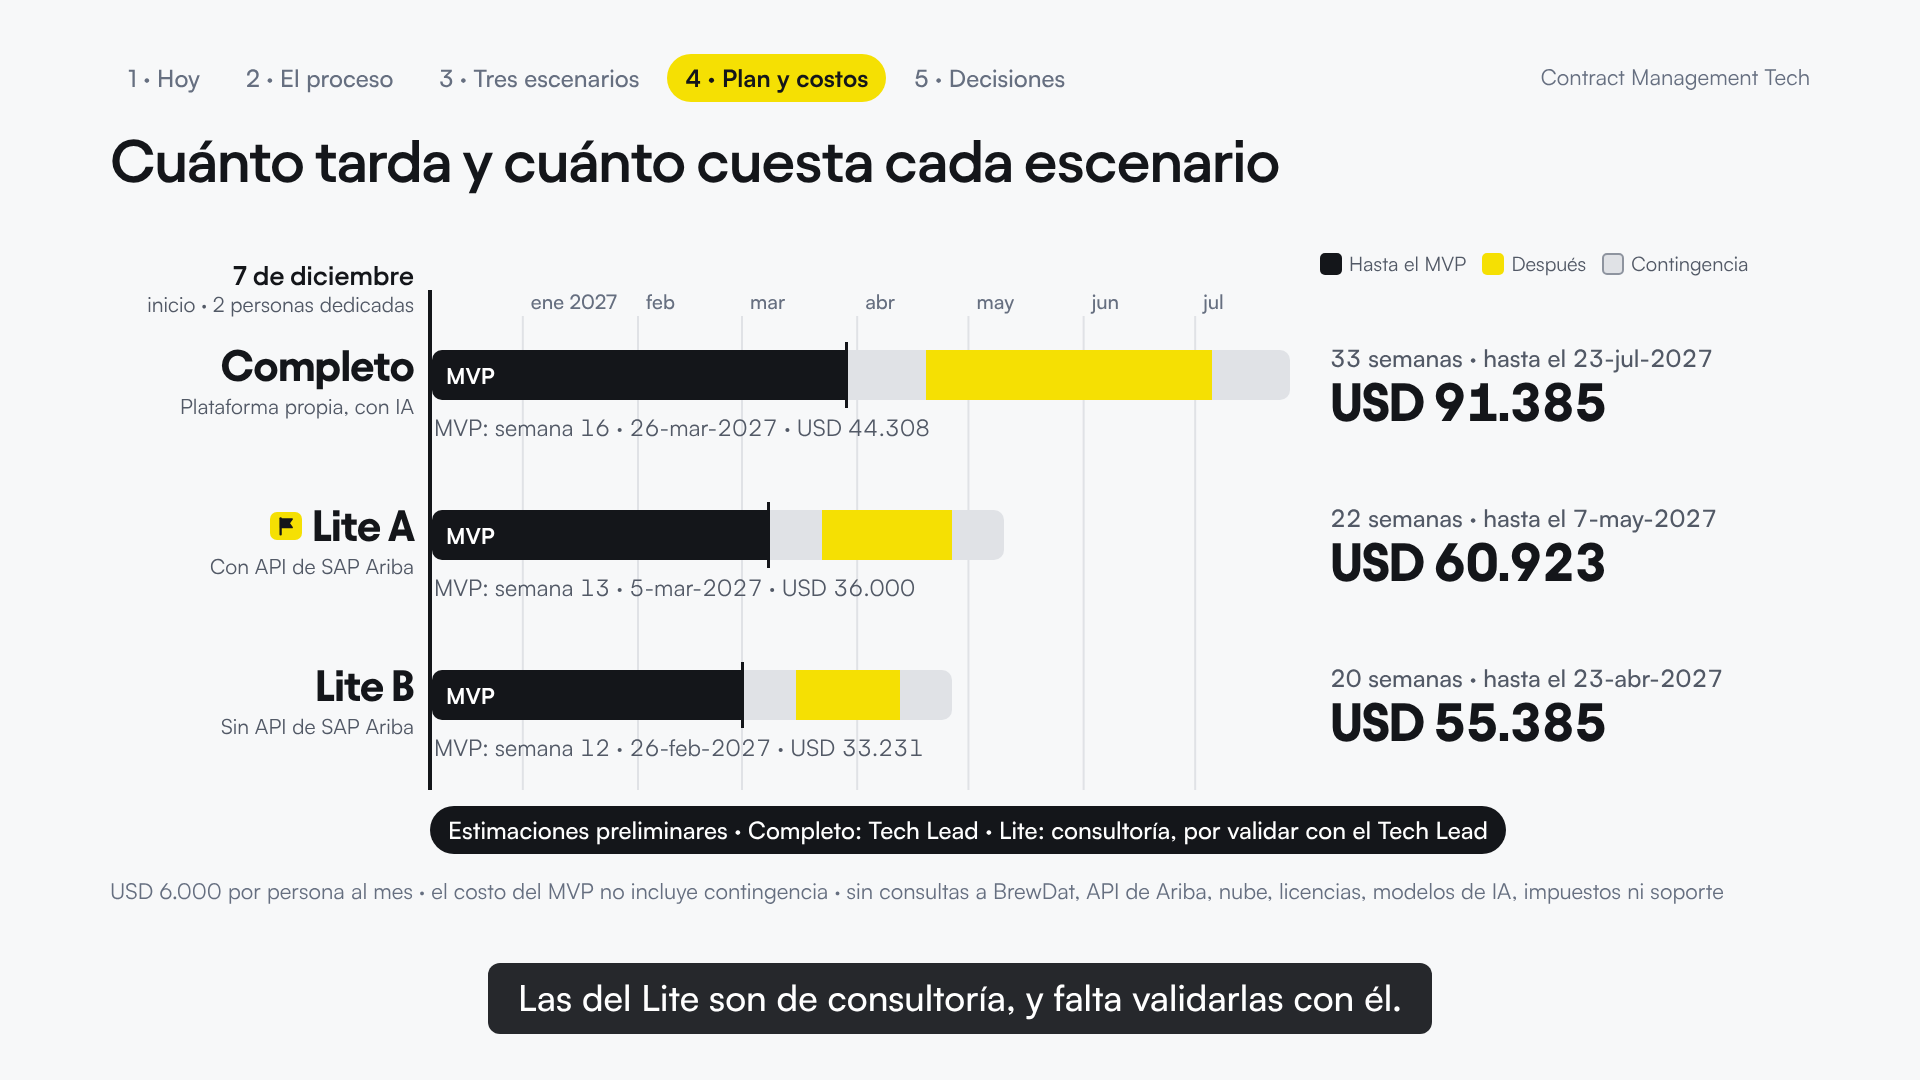 1 · Hoy
2 · El proceso
3 · Tres escenarios
4 · Plan y costos
5 · Decisiones
Contract Management Tech
Cuánto tarda y cuánto cuesta cada escenario
Hasta el MVP
Después
Contingencia
7 de diciembre
inicio · 2 personas dedicadas
ene 2027
feb
mar
abr
may
jun
jul
Completo
Plataforma propia, con IA
MVP
MVP: semana 16 · 26-mar-2027 · USD 44.308
33 semanas · hasta el 23-jul-2027
USD 91.385
Lite A
Con API de SAP Ariba
MVP
MVP: semana 13 · 5-mar-2027 · USD 36.000
22 semanas · hasta el 7-may-2027
USD 60.923
Lite B
Sin API de SAP Ariba
MVP
MVP: semana 12 · 26-feb-2027 · USD 33.231
20 semanas · hasta el 23-abr-2027
USD 55.385
Estimaciones preliminares · Completo: Tech Lead · Lite: consultoría, por validar con el Tech Lead
USD 6.000 por persona al mes · el costo del MVP no incluye contingencia · sin consultas a BrewDat, API de Ariba, nube, licencias, modelos de IA, impuestos ni soporte
Las del Lite son de consultoría, y falta validarlas con él.